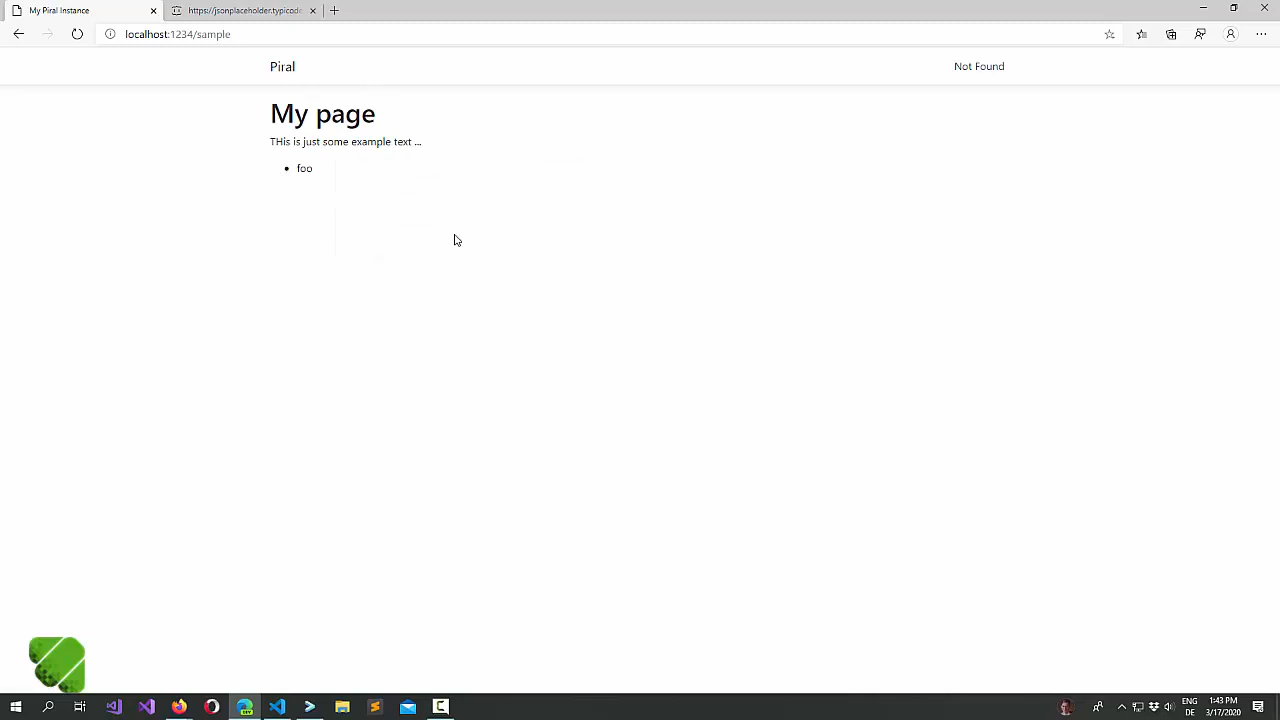 My Piral Instance
https://jsonplaceholder.typicode
localhost:1234/sample
Piral
Not Found
My page
THis is just some example text ...
foo
DEV
ENG
DE
1:43 PM
3/17/2020